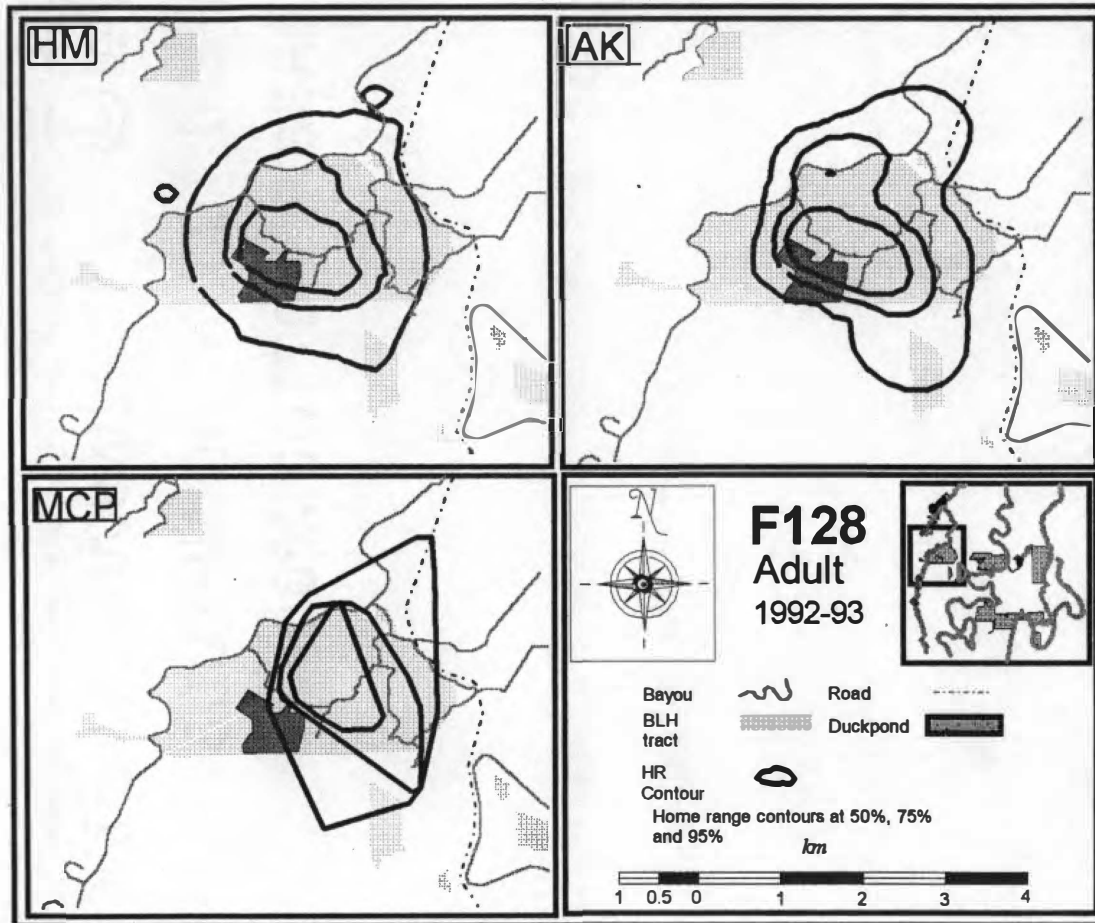 HM
AK
MCP
N
F128
Adult
1992-93
Bayou Road
BLH Duckpond
tract
HR
Contour
Home range contours at 50%, 75%
and 95%
km
1 0.5 0 1 2 3 4